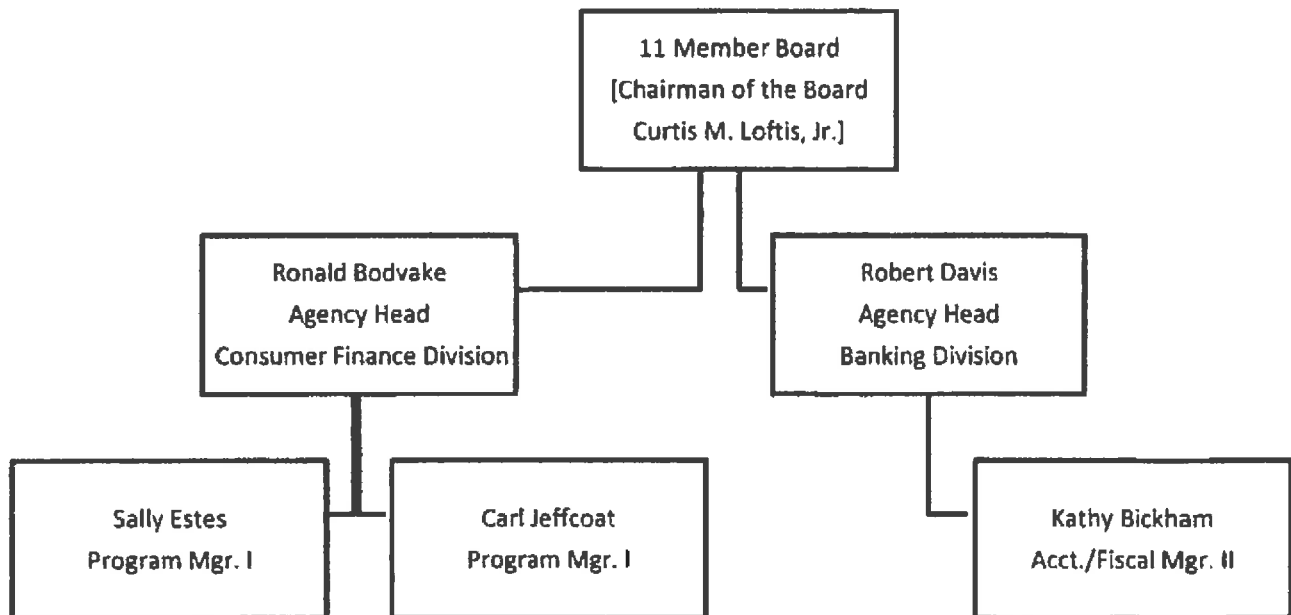 11 Member Board
[Chairman of the Board
Curtis M. Loftis, Jr.]
Ronald Bodvake
Agency Head
Consumer Finance Division
Robert Davis
Agency Head
Banking Division
Sally Estes
Program Mgr. I
Carl Jeffcoat
Program Mgr. I
Kathy Bickham
Acct./Fiscal Mgr. II